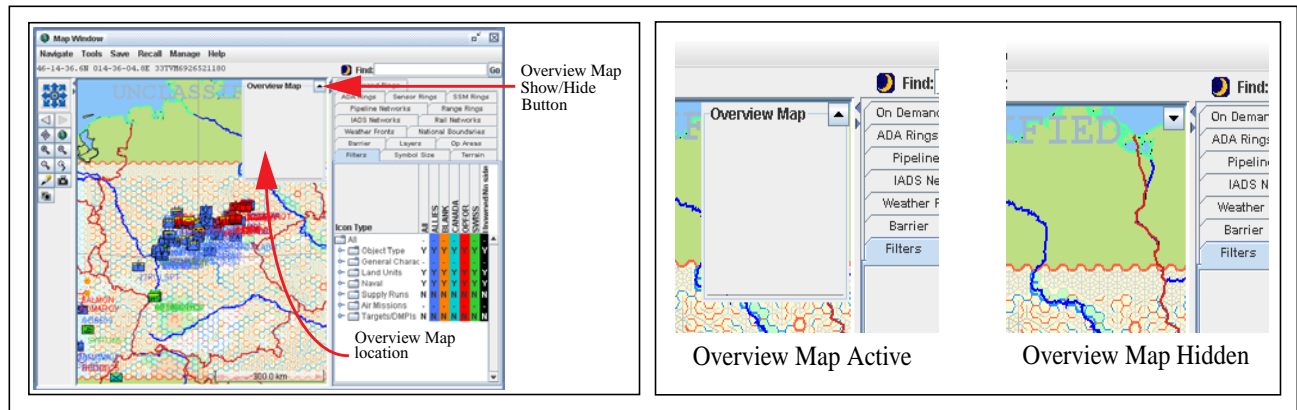 Map Window
Navigate Tools Save Recall Manage Help
46-14-36.6N 014-36-04.8E 33TVM6926521180
Find: Go
UNCLASSIF
Overview Map
ADA Rings Sensor Rings SSM Rings
Pipeline Networks Range Rings
IADS Networks Rail Networks
Weather Fronts National Boundaries
Barrier Layers Op Areas
Filters Symbol Size Terrain
Icon Type All ALLIES BLANK CANADA OPFOR SWISS
All - - - - - - -
Object Type Y Y Y Y Y Y Y
General Charac - - - - - - -
Land Units Y Y Y Y Y Y Y
Naval Y Y Y Y Y Y Y
Supply Runs N N N N N N N
Air Missions - - - - - - -
Targets/DMPIs N N N N N N N
300.0 km
Overview Map
Show/Hide
Button
Overview Map
location
Find:
Overview Map
On Deman
ADA Rings
Pipeline
IADS Ne
Weather F
Barrier
Filters
Overview Map Active
Find:
FIED
On Deman
ADA Rings
Pipelin
IADS N
Weather
Barrier
Filters
Overview Map Hidden